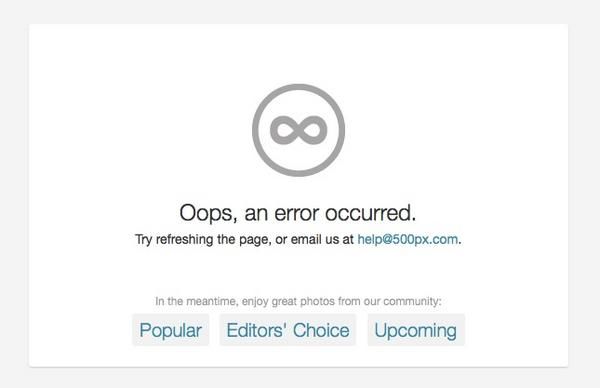 Oops, an error occurred.
Try refreshing the page, or email us at help@500px.com.
In the meantime, enjoy great photos from our community:
Popular Editors' Choice Upcoming